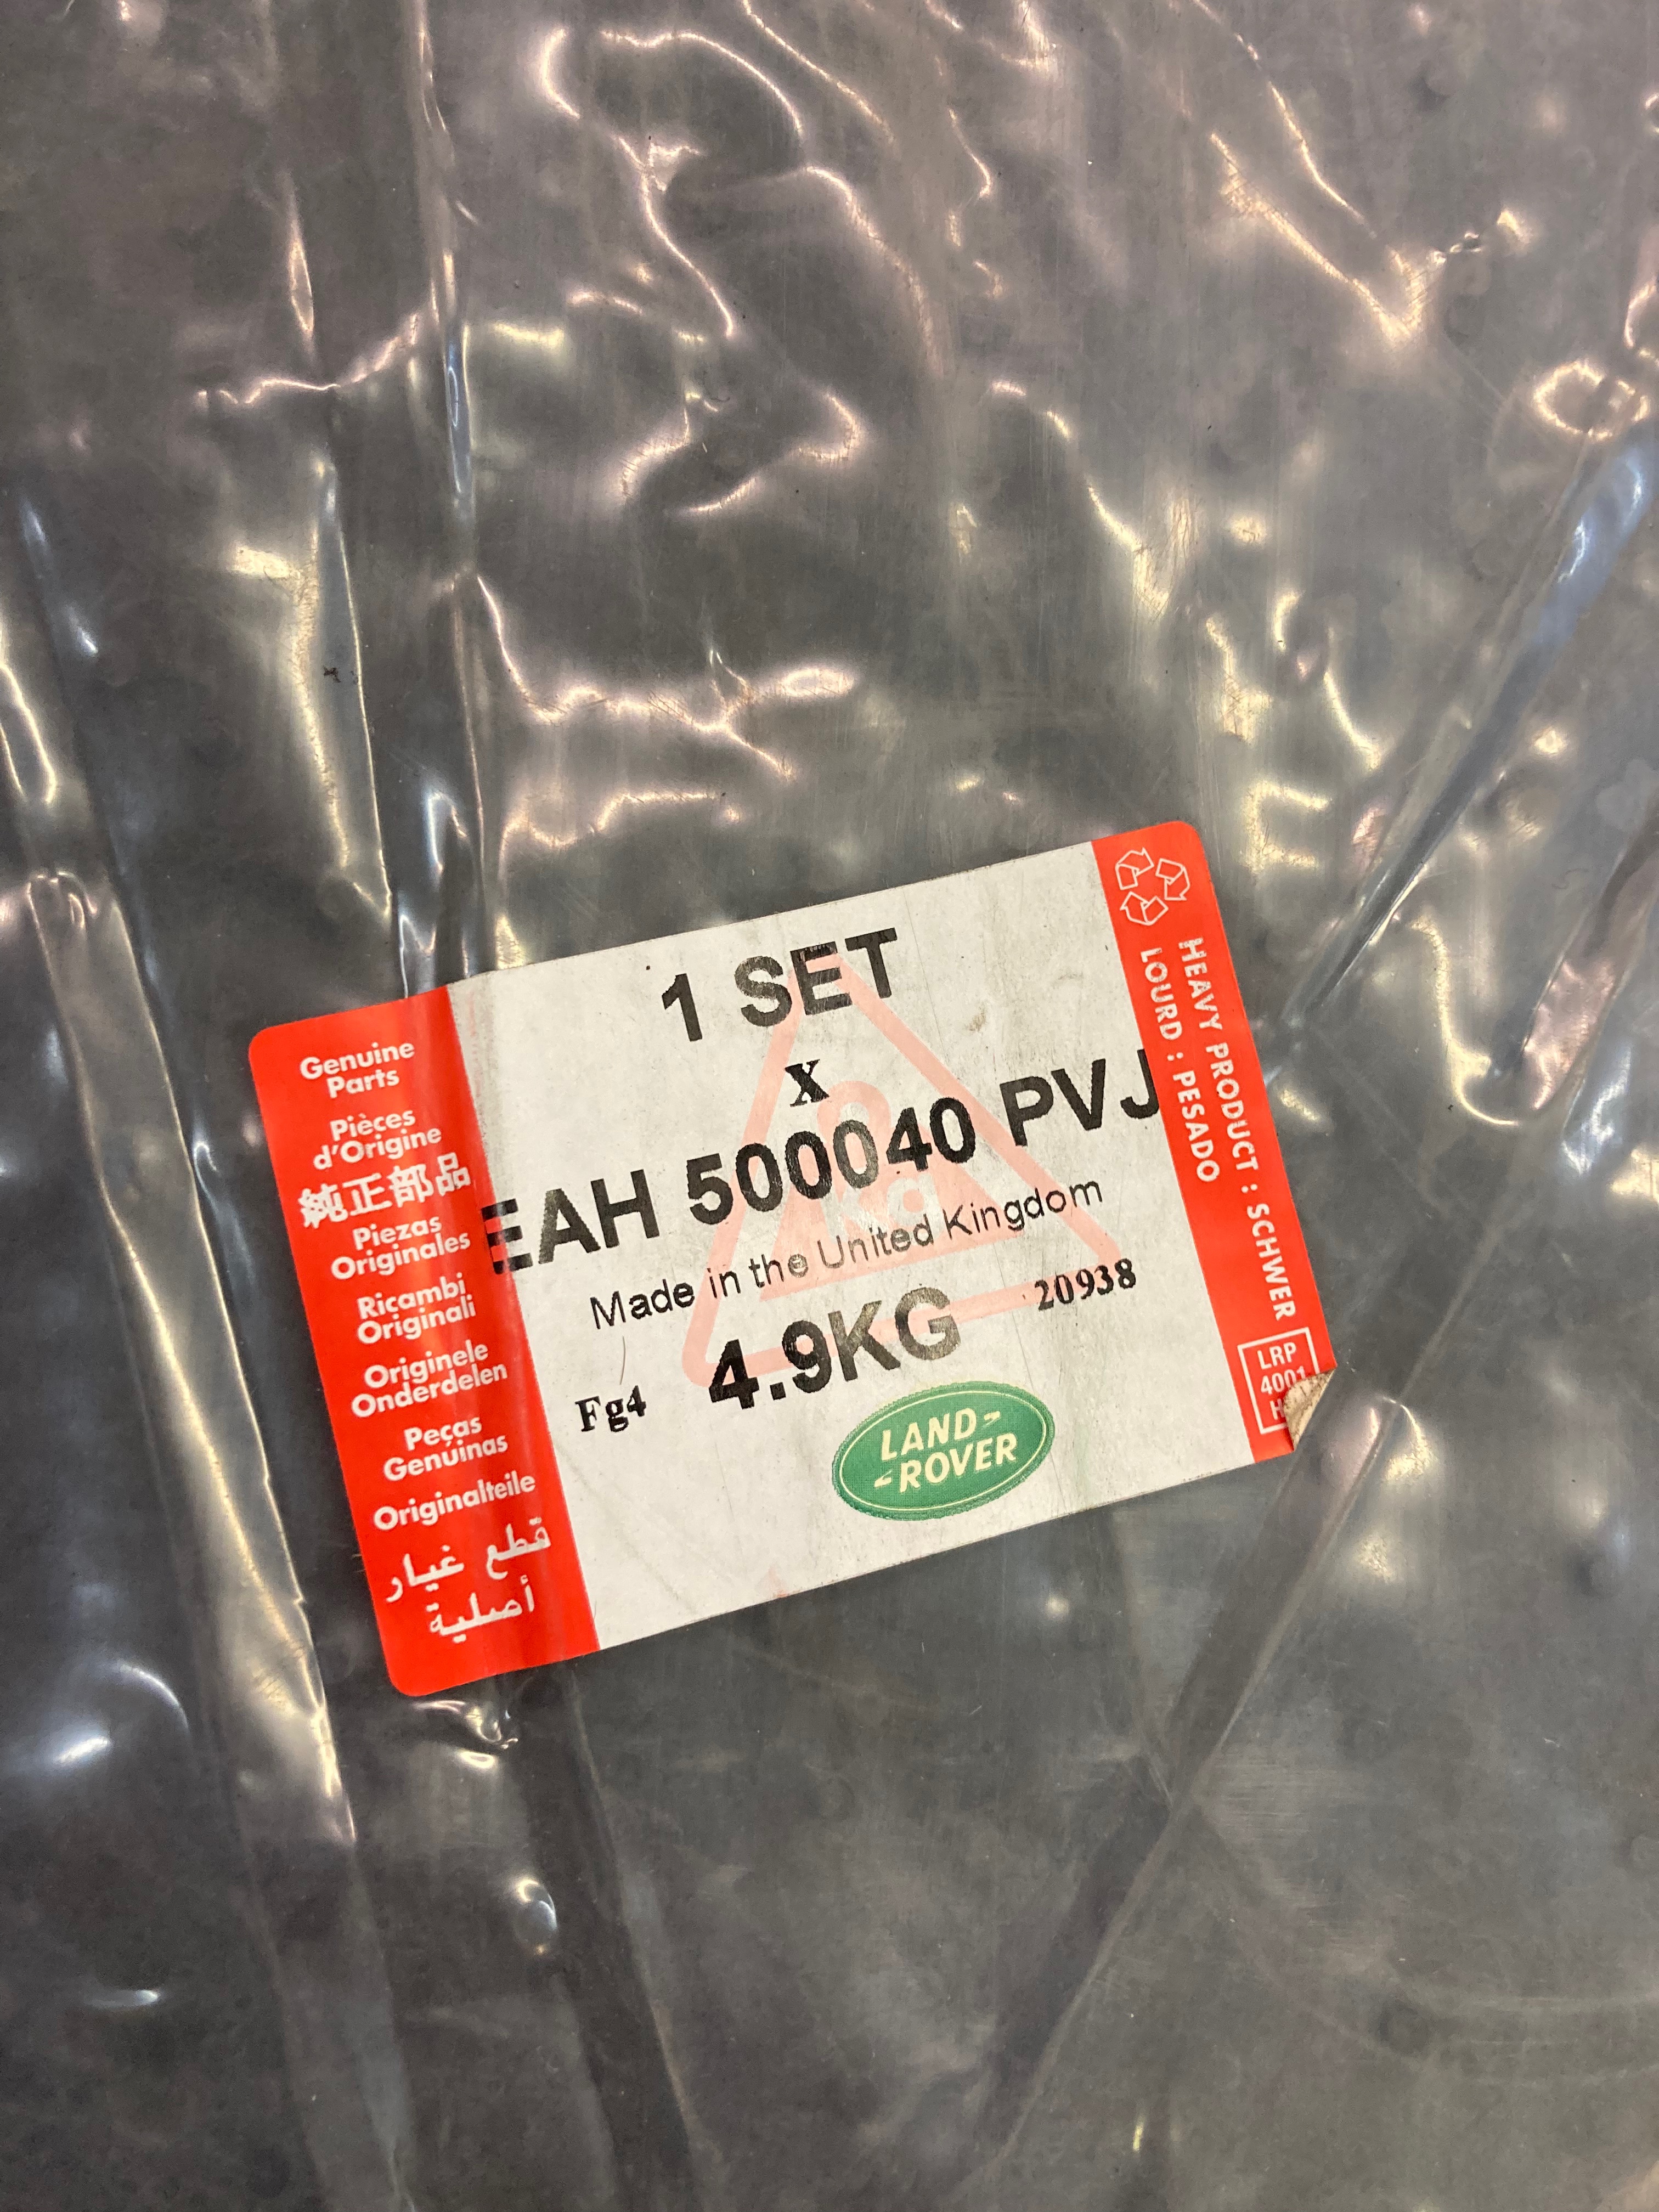 Genuine
Parts
Pièces
d'Origine
純正部品
Piezas
Originales
Ricambi
Originali
Originele
Onderdelen
Peças
Genuinas
Originalteile
قطع غيار
أصلية
1 SET
X
EAH 500040 PVJ
Made in the United Kingdom
4.9KG
20938
Fg4
LAND-
-ROVER
HEAVY PRODUCT : SCHWER
LOURD : PESADO
LRP
4001